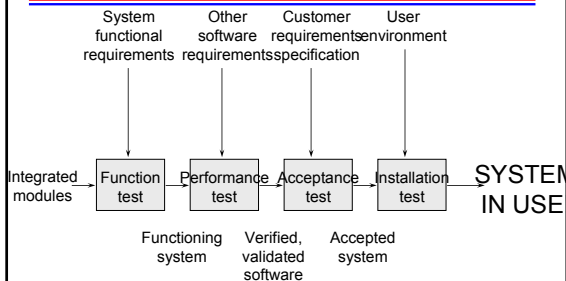 System
functional
requirements
Other
software
requirements
Customer
requirements
specification
User
environment
Integrated
modules
Function
test
Performance
test
Acceptance
test
Installation
test
SYSTEM
IN USE
Functioning
system
Verified,
validated
software
Accepted
system